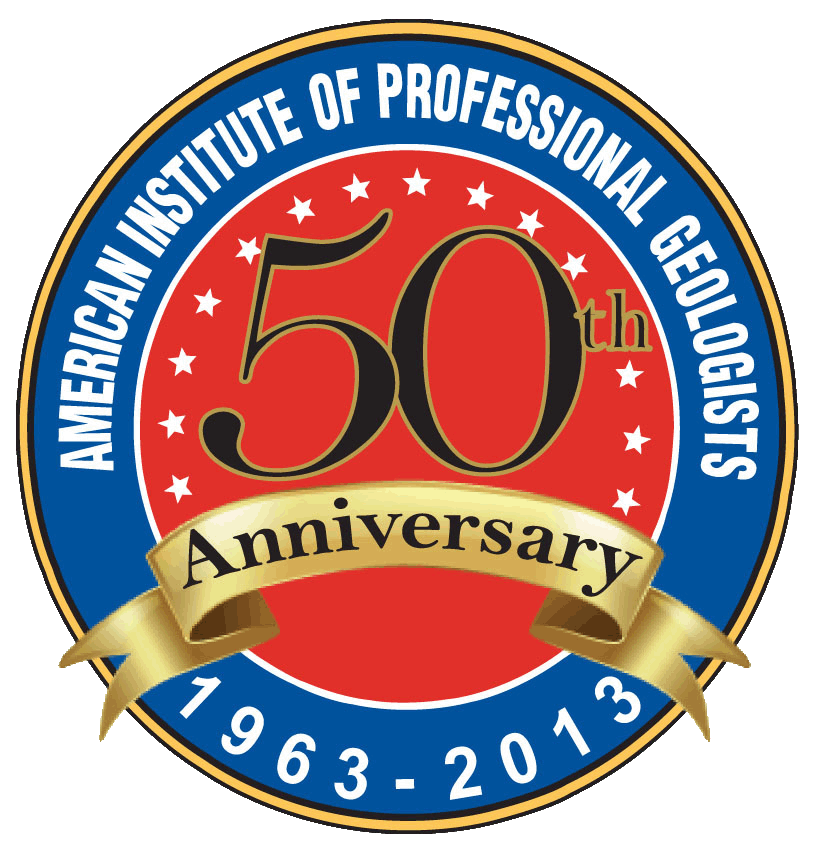 AMERICAN INSTITUTE OF PROFESSIONAL GEOLOGISTS
50th
Anniversary
1963-2013